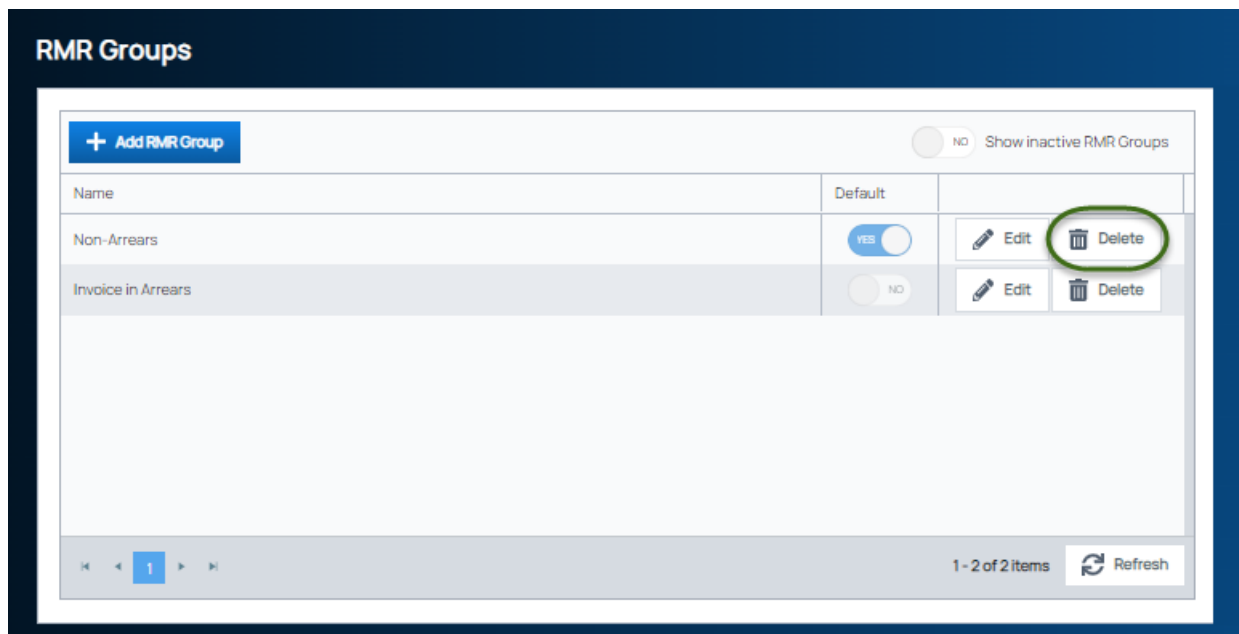 RMR Groups
Add RMR Group
NO Show inactive RMR Groups
Name Default
Non-Arrears YES Edit Delete
Invoice in Arrears NO Edit Delete
1 1 - 2 of 2 items Refresh